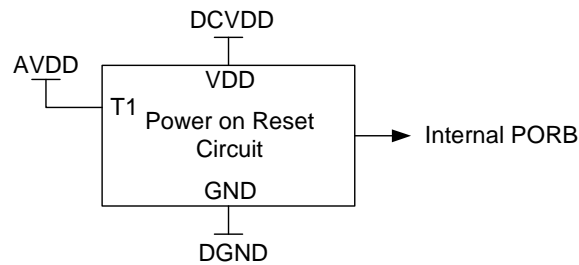 DCVDD
AVDD
VDD
T1
Power on Reset
Circuit
Internal PORB
GND
DGND